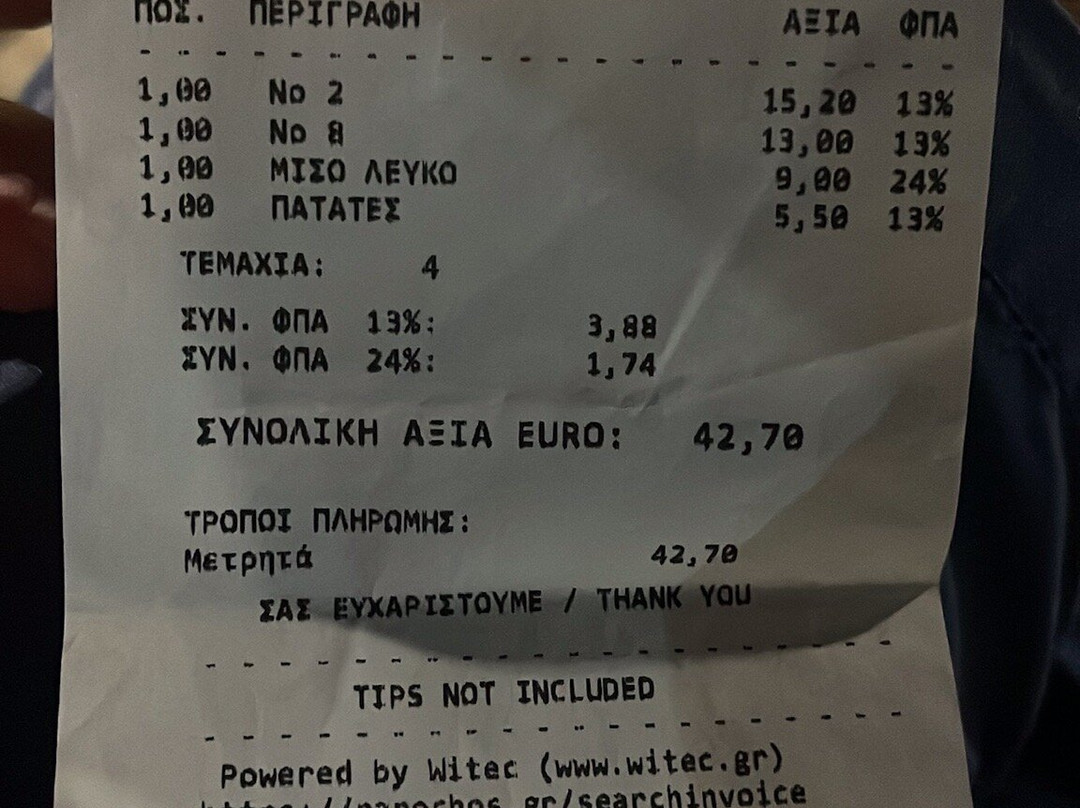 ΠΟΣ. ΠΕΡΙΓΡΑΦΗ ΑΞΙΑ ΦΠΑ
1,00 No 2 15,20 13%
1,00 No 8 13,00 13%
1,00 ΜΙΣΟ ΛΕΥΚΟ 9,00 24%
1,00 ΠΑΤΑΤΕΣ 5,50 13%
ΤΕΜΑΧΙΑ: 4
ΣΥΝ. ΦΠΑ 13%: 3,88
ΣΥΝ. ΦΠΑ 24%: 1,74
ΣΥΝΟΛΙΚΗ ΑΞΙΑ EURO: 42,70
ΤΡΟΠΟΙ ΠΛΗΡΩΜΗΣ:
Μετρητά 42,70
ΣΑΣ ΕΥΧΑΡΙΣΤΟΥΜΕ / THANK YOU
TIPS NOT INCLUDED
Powered by Witec (www.witec.gr)